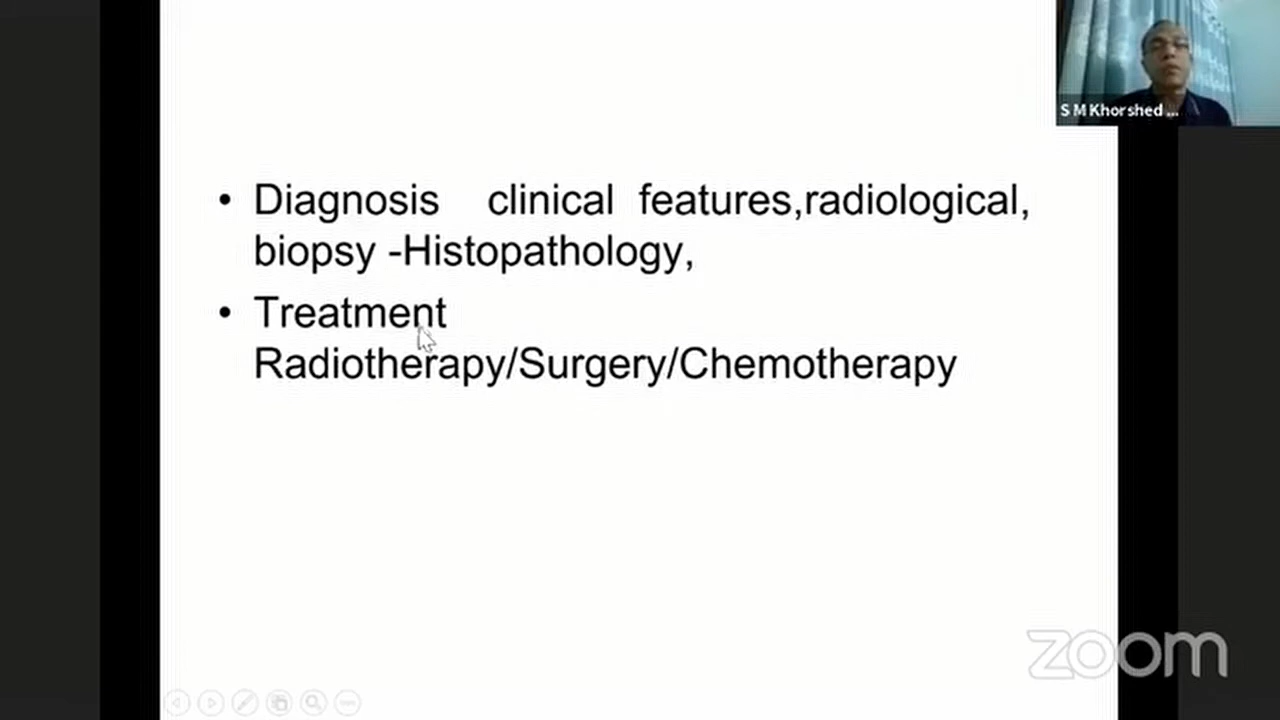 S M Khorshed ...
• Diagnosis clinical features,radiological,
biopsy -Histopathology,
• Treatment
Radiotherapy/Surgery/Chemotherapy
zoom